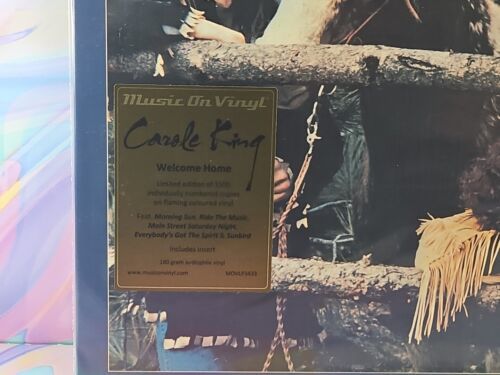 Music On Vinyl
Carole King
Welcome Home
Limited edition of 1500
individually numbered copies
on flaming coloured vinyl
Feat. Morning Sun, Ride The Music,
Main Street Saturday Night,
Everybody's Got The Spirit & Sunbird
Includes insert
180 gram audiophile vinyl
www.musiconvinyl.com MOVLP3433